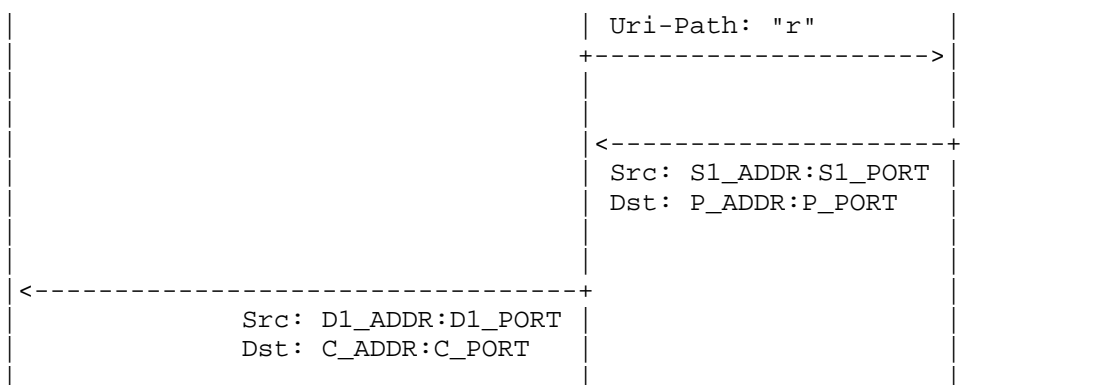 |                                   | Uri-Path: "r"        |
|                                   +--------------------->|
|                                   |                      |
|                                   |                      |
|                                   |<---------------------+
|                                   | Src: S1_ADDR:S1_PORT |
|                                   | Dst: P_ADDR:P_PORT   |
|                                   |                      |
|                                   |                      |
|<----------------------------------+                      |
|              Src: D1_ADDR:D1_PORT |                      |
|              Dst: C_ADDR:C_PORT   |                      |
|                                   |                      |